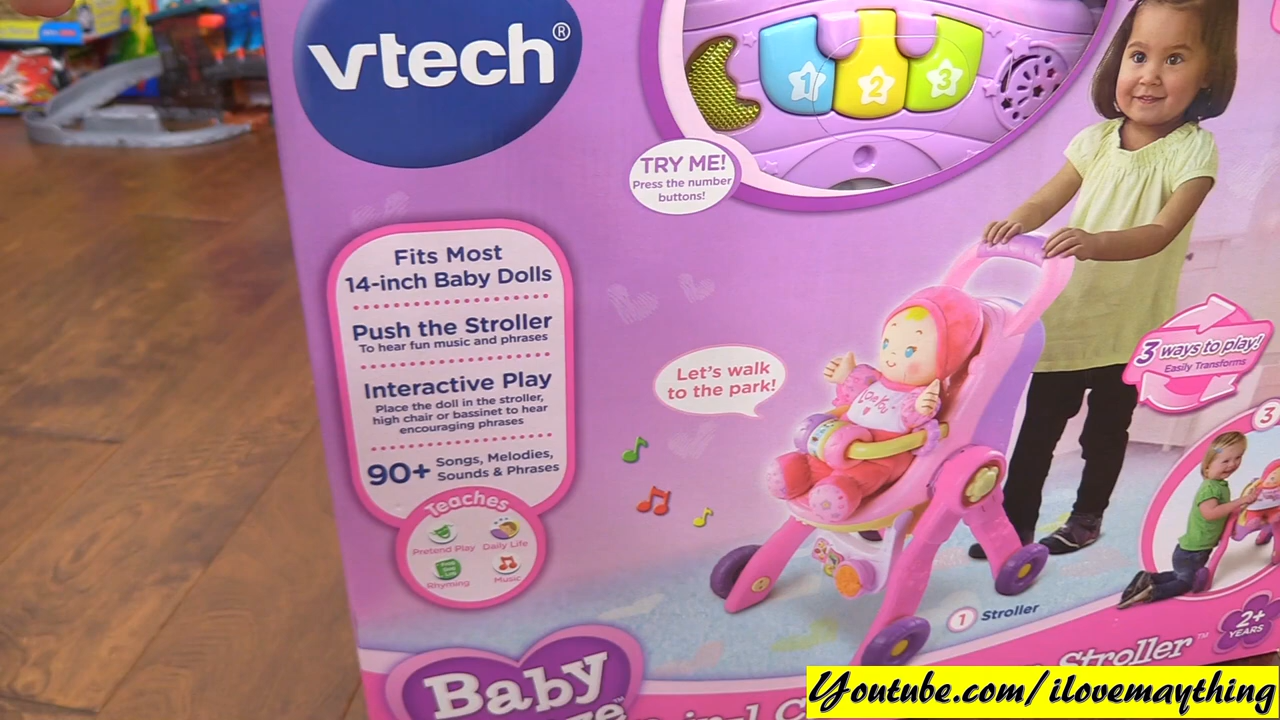 vtech®
1 2 3
TRY ME!
Press the number
buttons!
Fits Most
14-inch Baby Dolls
Push the Stroller
To hear fun music and phrases
Interactive Play
Place the doll in the stroller,
high chair or bassinet to hear
encouraging phrases
90+ Songs, Melodies,
Sounds & Phrases
Teaches
Pretend Play Daily Life
Rhyming Music
Let's walk
to the park!
Love You
3 ways to play!
Easily Transforms
3
1 Stroller
2+
YEARS
Baby
Stroller™
Youtube.com/ilovemaything